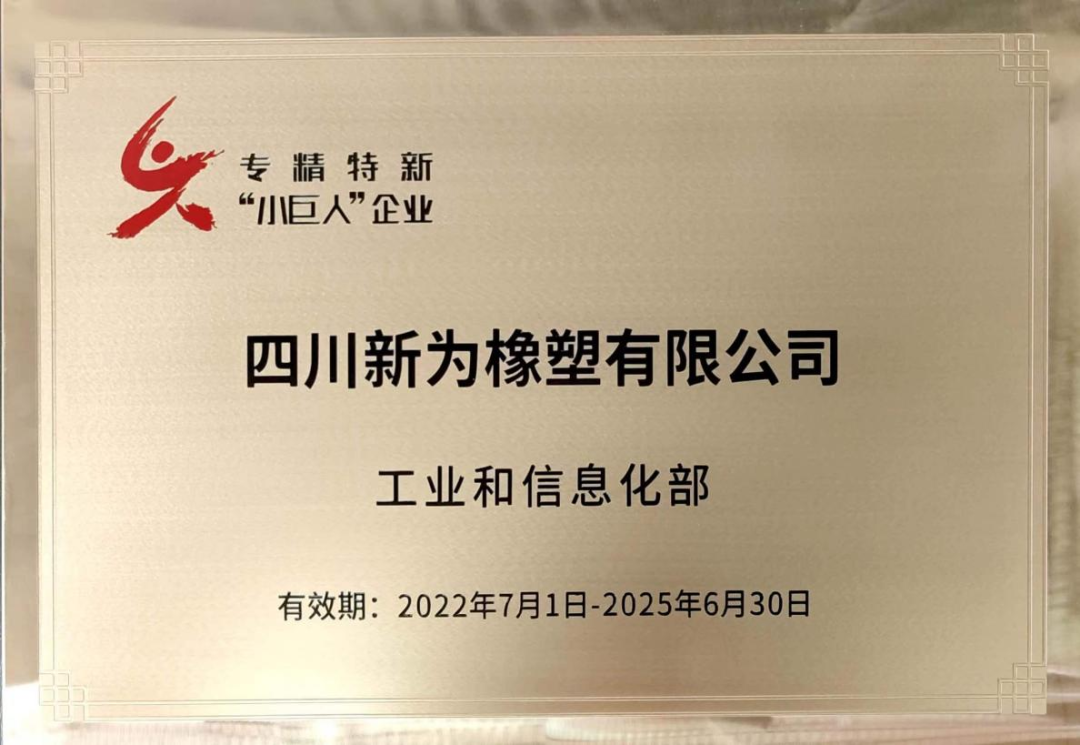 专精特新
“小巨人”企业
四川新为橡塑有限公司
工业和信息化部
有效期：2022年7月1日-2025年6月30日